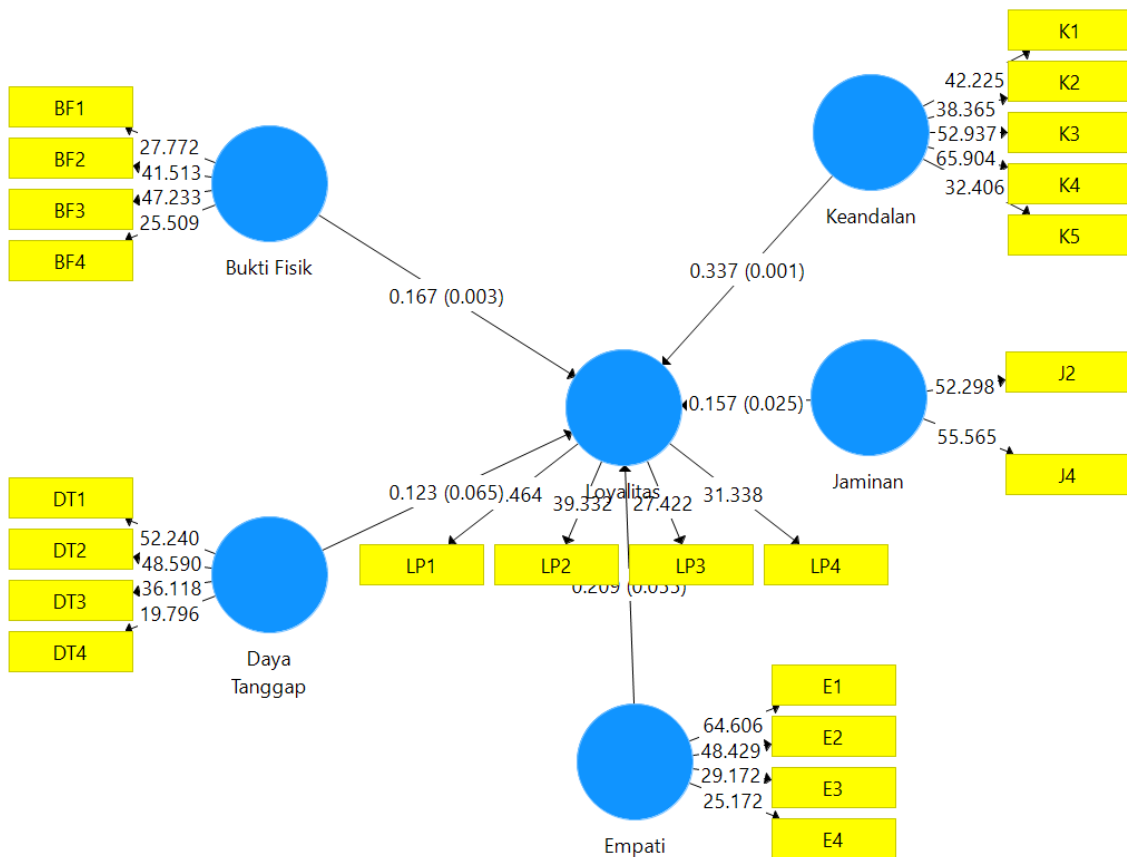 BF1
BF2
BF3
BF4
27.772
41.513
47.233
25.509
Bukti Fisik
K1
K2
K3
K4
K5
42.225
38.365
52.937
65.904
32.406
Keandalan
0.167 (0.003)
0.337 (0.001)
0.157 (0.025)
J2
J4
52.298
55.565
Jaminan
Loyalitas
0.123 (0.065)
.464
39.332
27.422
31.338
LP1
LP2
LP3
LP4
DT1
DT2
DT3
DT4
52.240
48.590
36.118
19.796
Daya
Tanggap
E1
E2
E3
E4
64.606
48.429
29.172
25.172
Empati